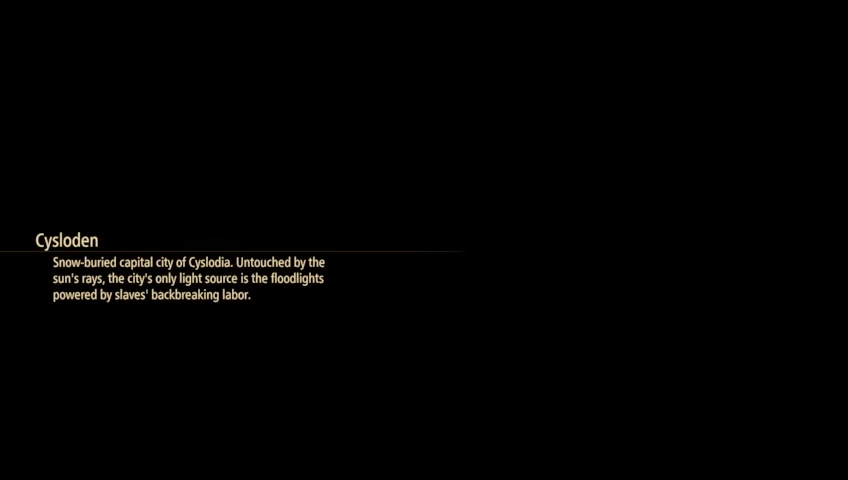 Cysloden
Snow-buried capital city of Cyslodia. Untouched by the
sun's rays, the city's only light source is the floodlights
powered by slaves' backbreaking labor.